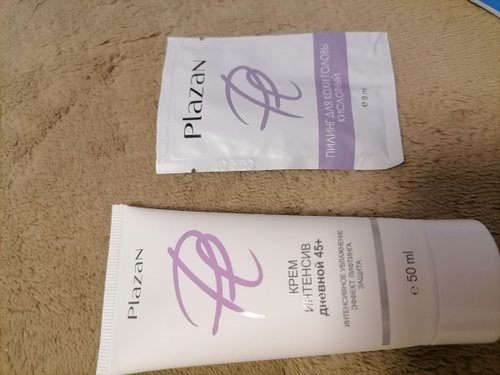 Plazan
ПИЛИНГ ДЛЯ КОЖИ ГОЛОВЫ
КИСЛОТНЫЙ
e 8 ml
Plazan
КРЕМ
ИНТЕНСИВ
дневной 45+
ИНТЕНСИВНОЕ УВЛАЖНЕНИЕ
ЭФФЕКТ ЛИФТИНГА
ЗАЩИТА
e 50 ml